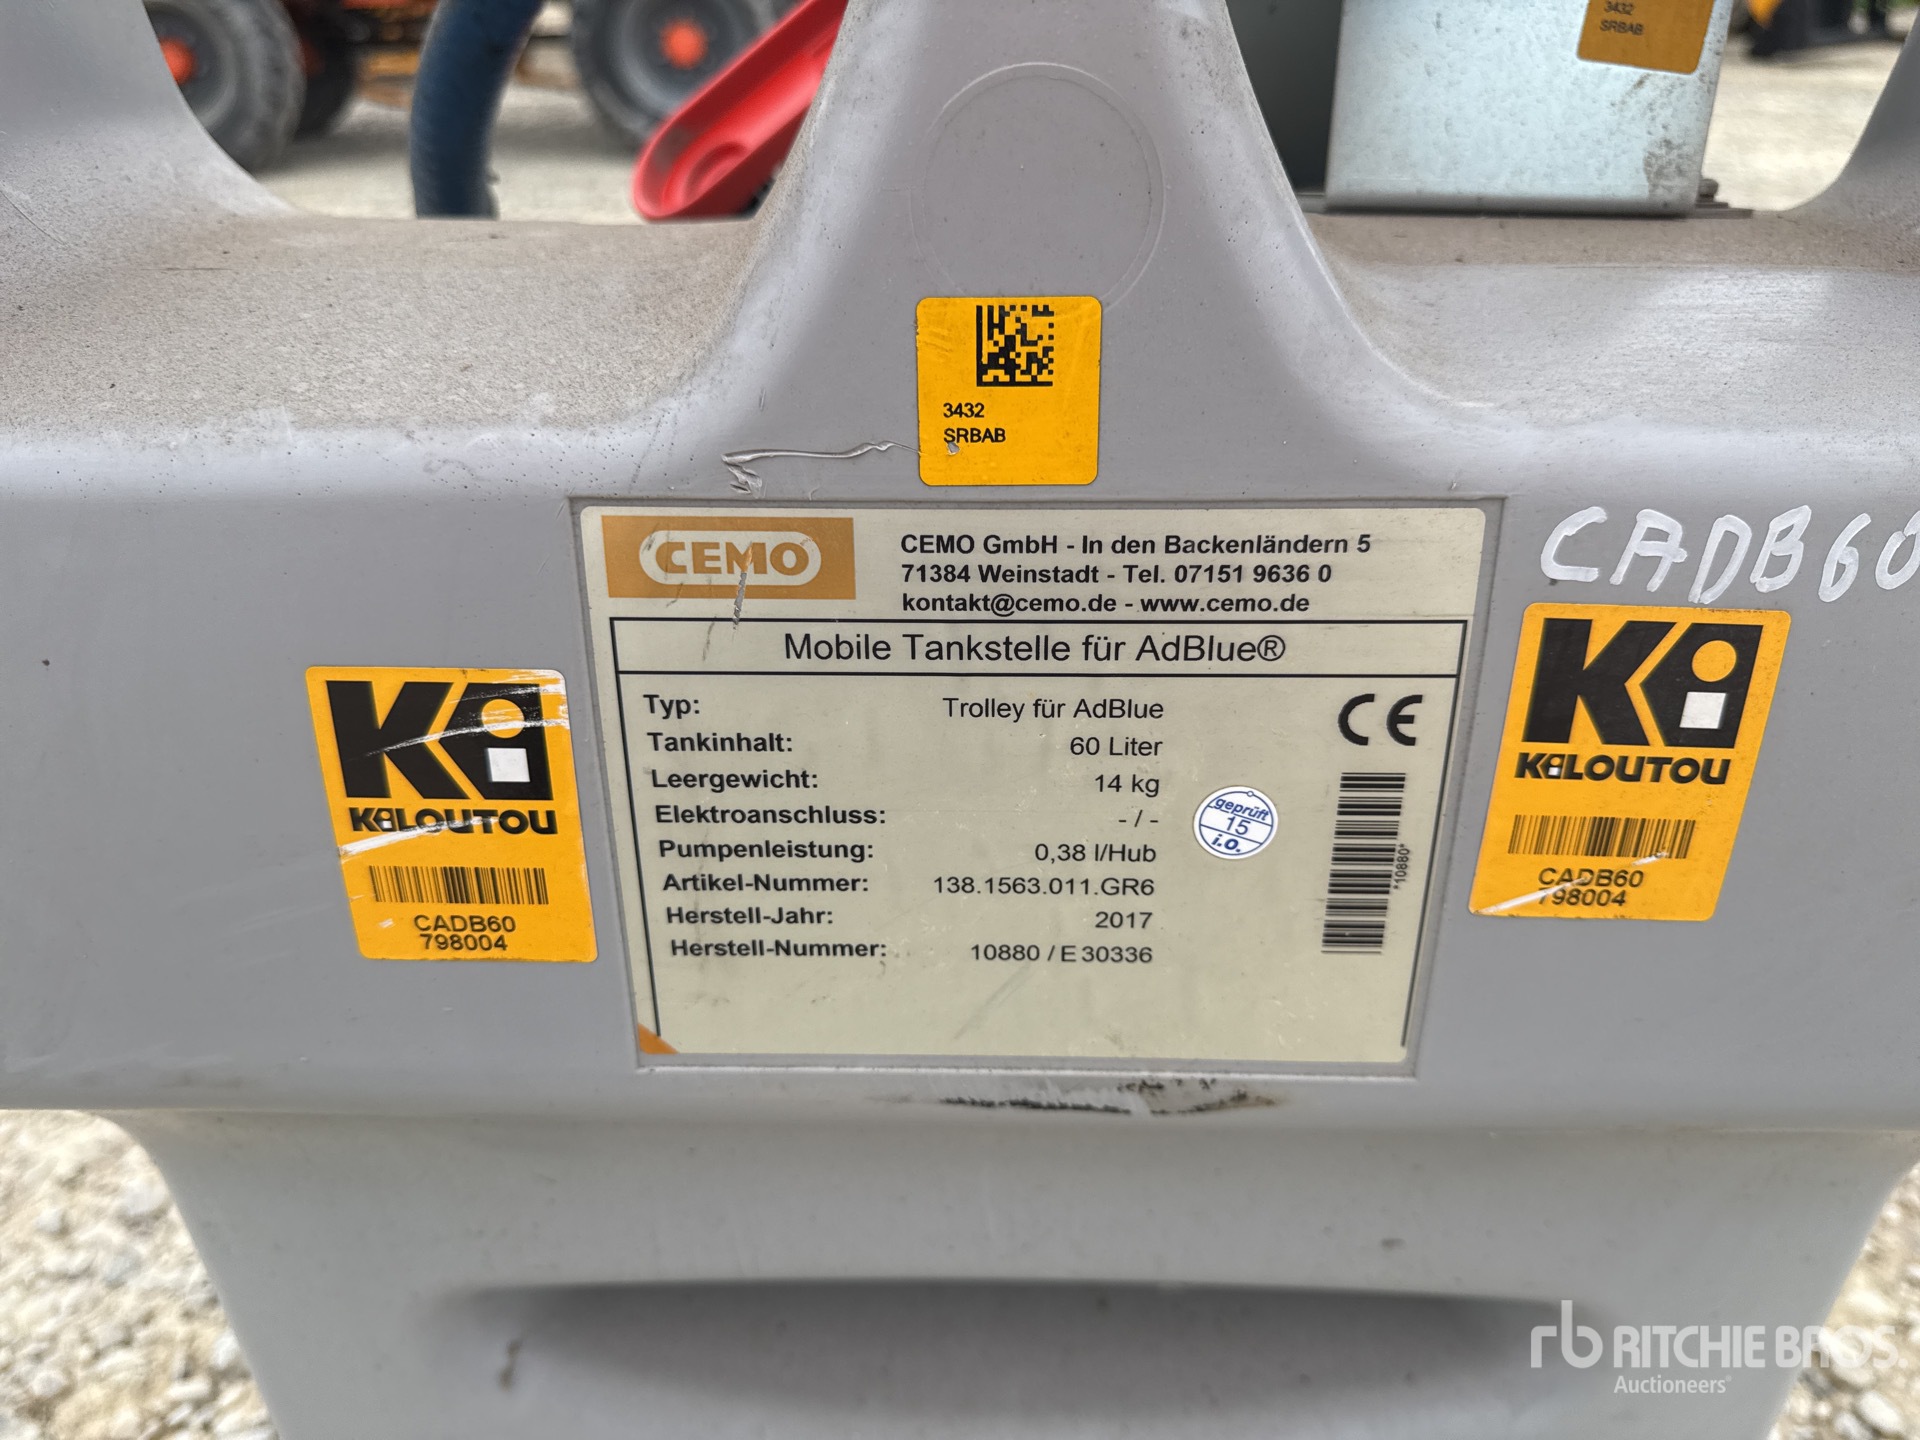 3432
SRBAB
3432
SRBAB
CEMO
CEMO GmbH - In den Backenländern 5
71384 Weinstadt - Tel. 07151 9636 0
kontakt@cemo.de - www.cemo.de
Mobile Tankstelle für AdBlue®
Typ: Trolley für AdBlue
Tankinhalt: 60 Liter
Leergewicht: 14 kg
Elektroanschluss: - / -
Pumpenleistung: 0,38 l/Hub
Artikel-Nummer: 138.1563.011.GR6
Herstell-Jahr: 2017
Herstell-Nummer: 10880 / E 30336
CE
geprüft
15
i.o.
*10880*
KILOUTOU
CADB60
798004
CADB60
KILOUTOU
CADB60
798004
rb RITCHIE BROS.
Auctioneers